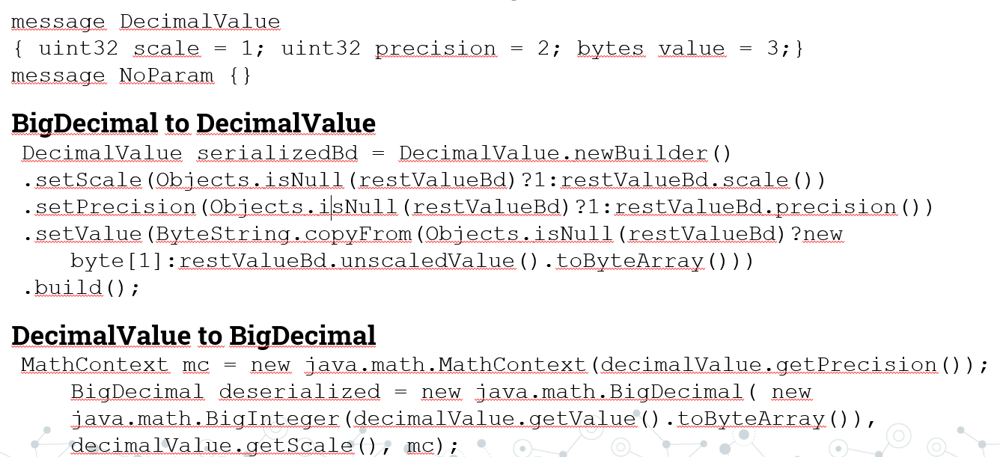 message DecimalValue
{ uint32 scale = 1; uint32 precision = 2; bytes value = 3;}
message NoParam {}
BigDecimal to DecimalValue
DecimalValue serializedBd = DecimalValue.newBuilder()
.setScale(Objects.isNull(restValueBd)?1:restValueBd.scale())
.setPrecision(Objects.isNull(restValueBd)?1:restValueBd.precision())
.setValue(ByteString.copyFrom(Objects.isNull(restValueBd)?new
byte[1]:restValueBd.unscaledValue().toByteArray()))
.build();
DecimalValue to BigDecimal
MathContext mc = new java.math.MathContext(decimalValue.getPrecision());
BigDecimal deserialized = new java.math.BigDecimal( new
java.math.BigInteger(decimalValue.getValue().toByteArray()),
decimalValue.getScale(), mc);